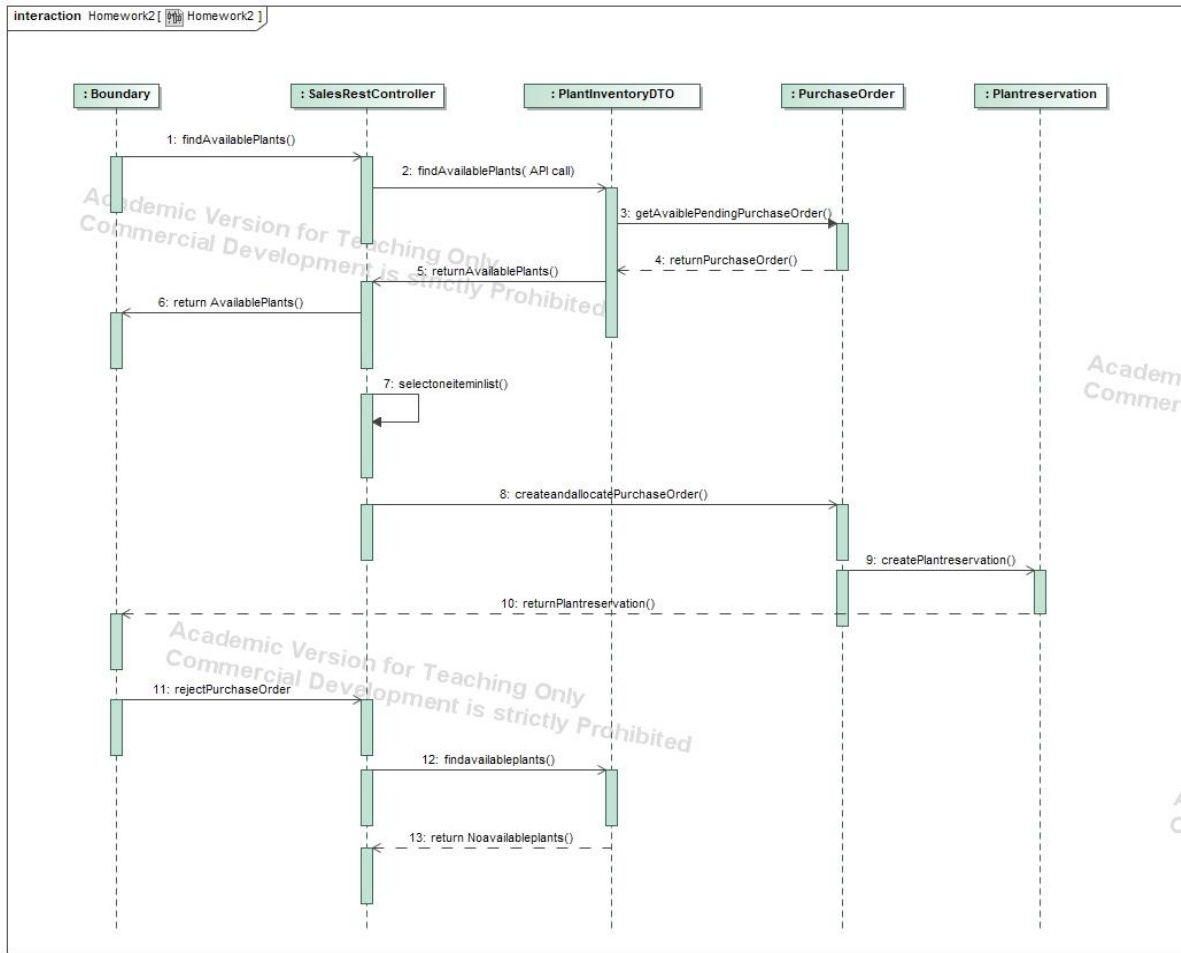 interaction Homework2 [ Homework2 ]
: Boundary
: SalesRestController
: PlantInventoryDTO
: PurchaseOrder
: Plantreservation
1: findAvailablePlants()
2: findAvailablePlants( API call)
3: getAvaiblePendingPurchaseOrder()
4: returnPurchaseOrder()
5: returnAvailablePlants()
6: return AvailablePlants()
7: selectoneiteminlist()
8: createandallocatePurchaseOrder()
9: createPlantreservation()
10: returnPlantreservation()
11: rejectPurchaseOrder
12: findavailableplants()
13: return Noavailableplants()
Academic Version for Teaching Only
Commercial Development is strictly Prohibited
Academic Version for Teaching Only
Commercial Development is strictly Prohibited
Academ
Commer